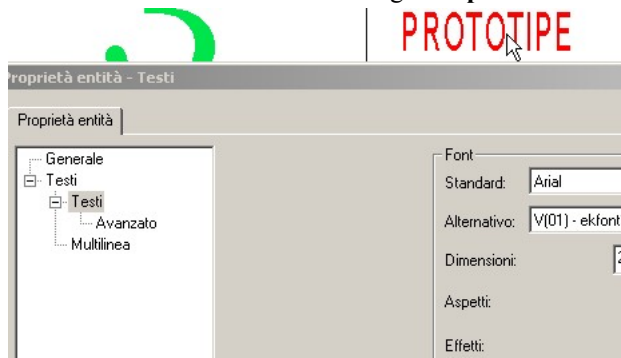 PROTOTIPE
Proprietà entità - Testi
Proprietà entità
Generale
Testi
Testi
Avanzato
Multilinea
Font
Standard: Arial
Alternativo: V(01) - ekfont
Dimensioni:
Aspetti:
Effetti: